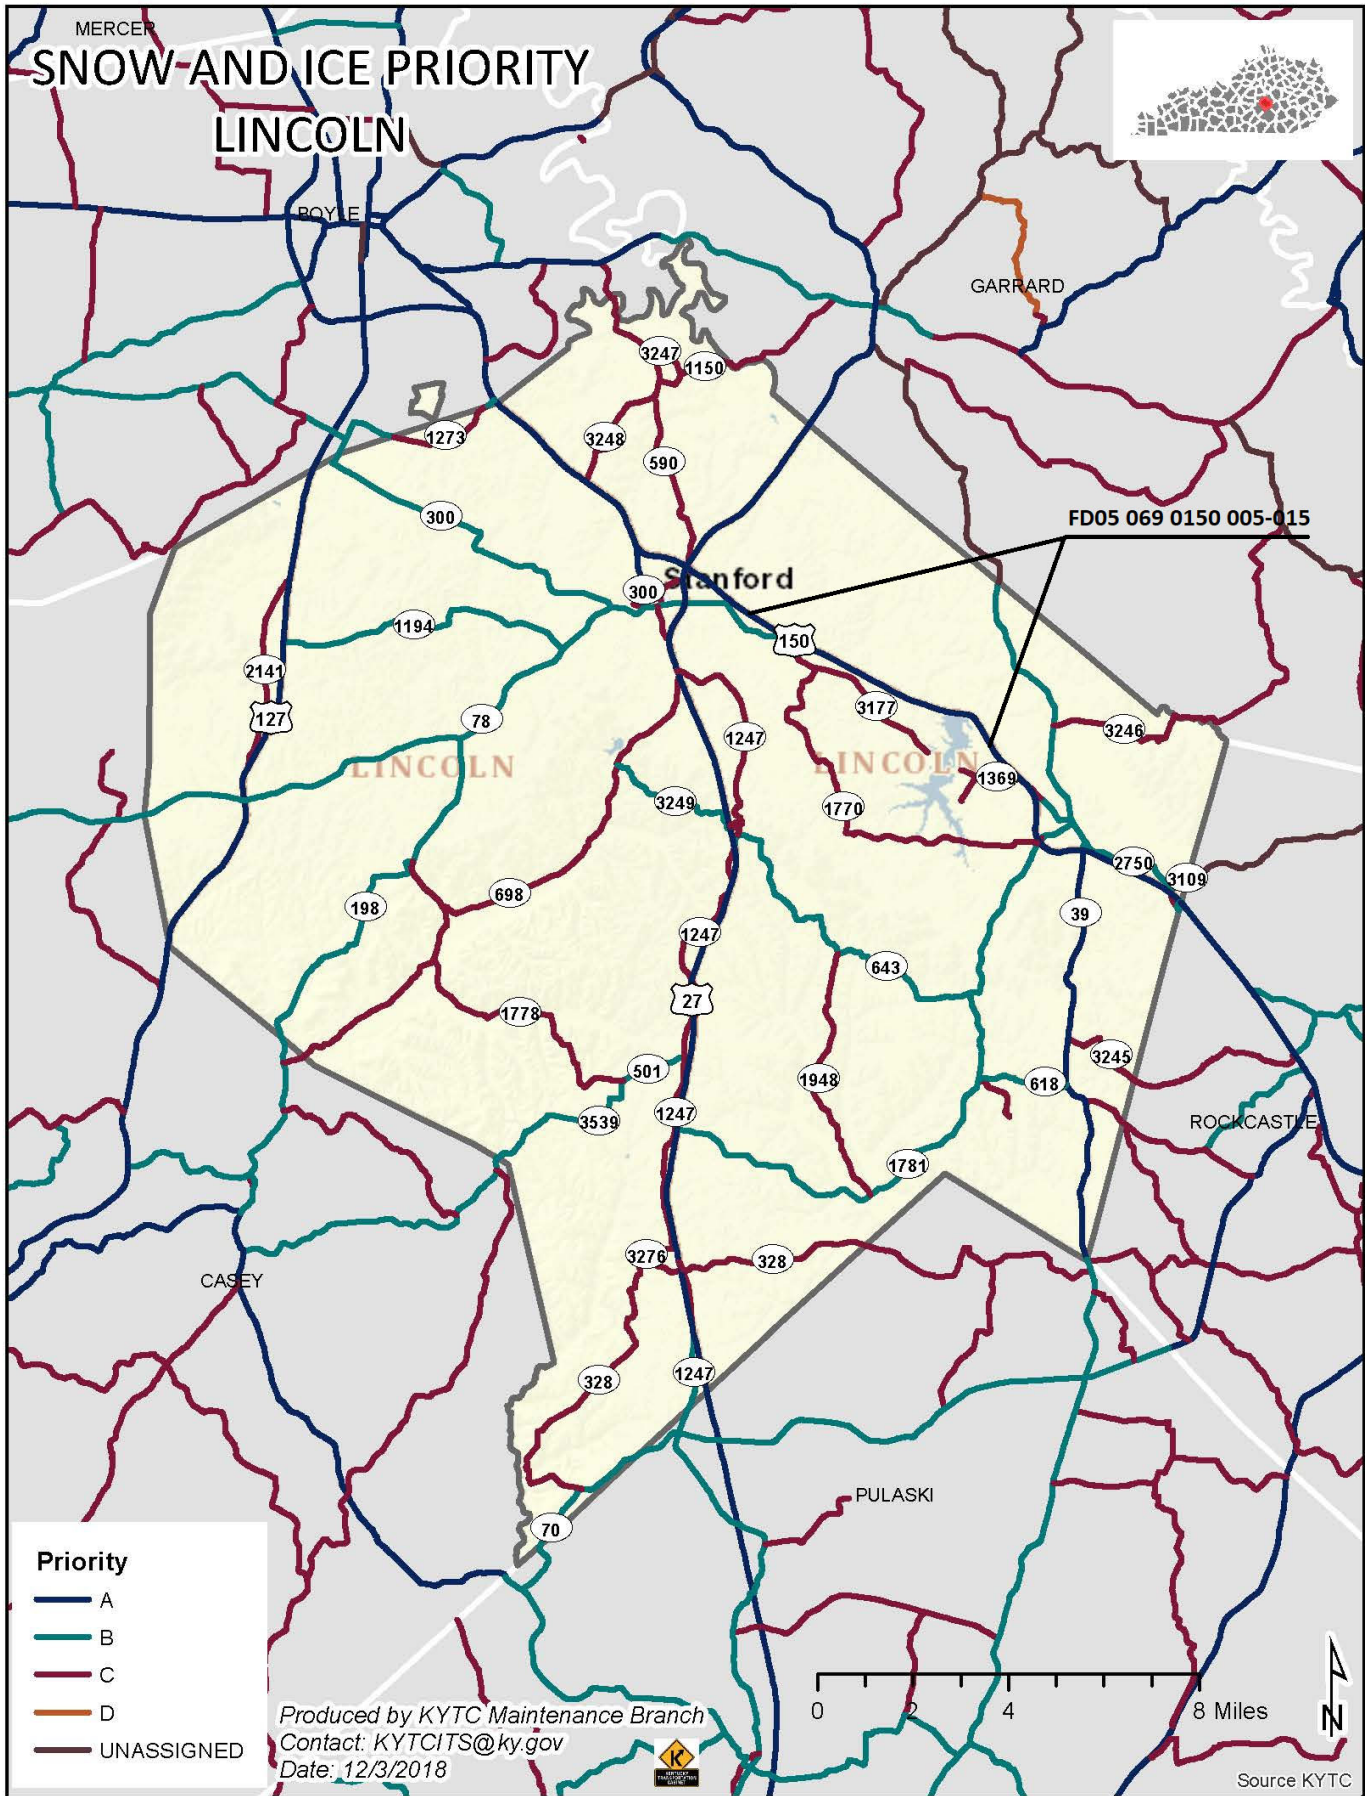 MERCER
SNOW AND ICE PRIORITY
LINCOLN
BOYLE
GARRARD
3247
1150
1273
3248
590
300
FD05 069 0150 005-015
Stanford
300
1194
150
2141
127
78
3177
1247
3246
LINCOLN
LINCOLN
1369
3249
1770
2750
3109
698
198
39
1247
643
27
1778
501
3245
1948
618
1247
3539
ROCKCASTLE
1781
3276
328
CASEY
328
1247
PULASKI
70
Priority
A
B
C
D
UNASSIGNED
Produced by KYTC Maintenance Branch
Contact: KYTCITS@ky.gov
Date: 12/3/2018
KENTUCKY
TRANSPORTATION
CABINET
0 2 4 8 Miles
N
Source KYTC